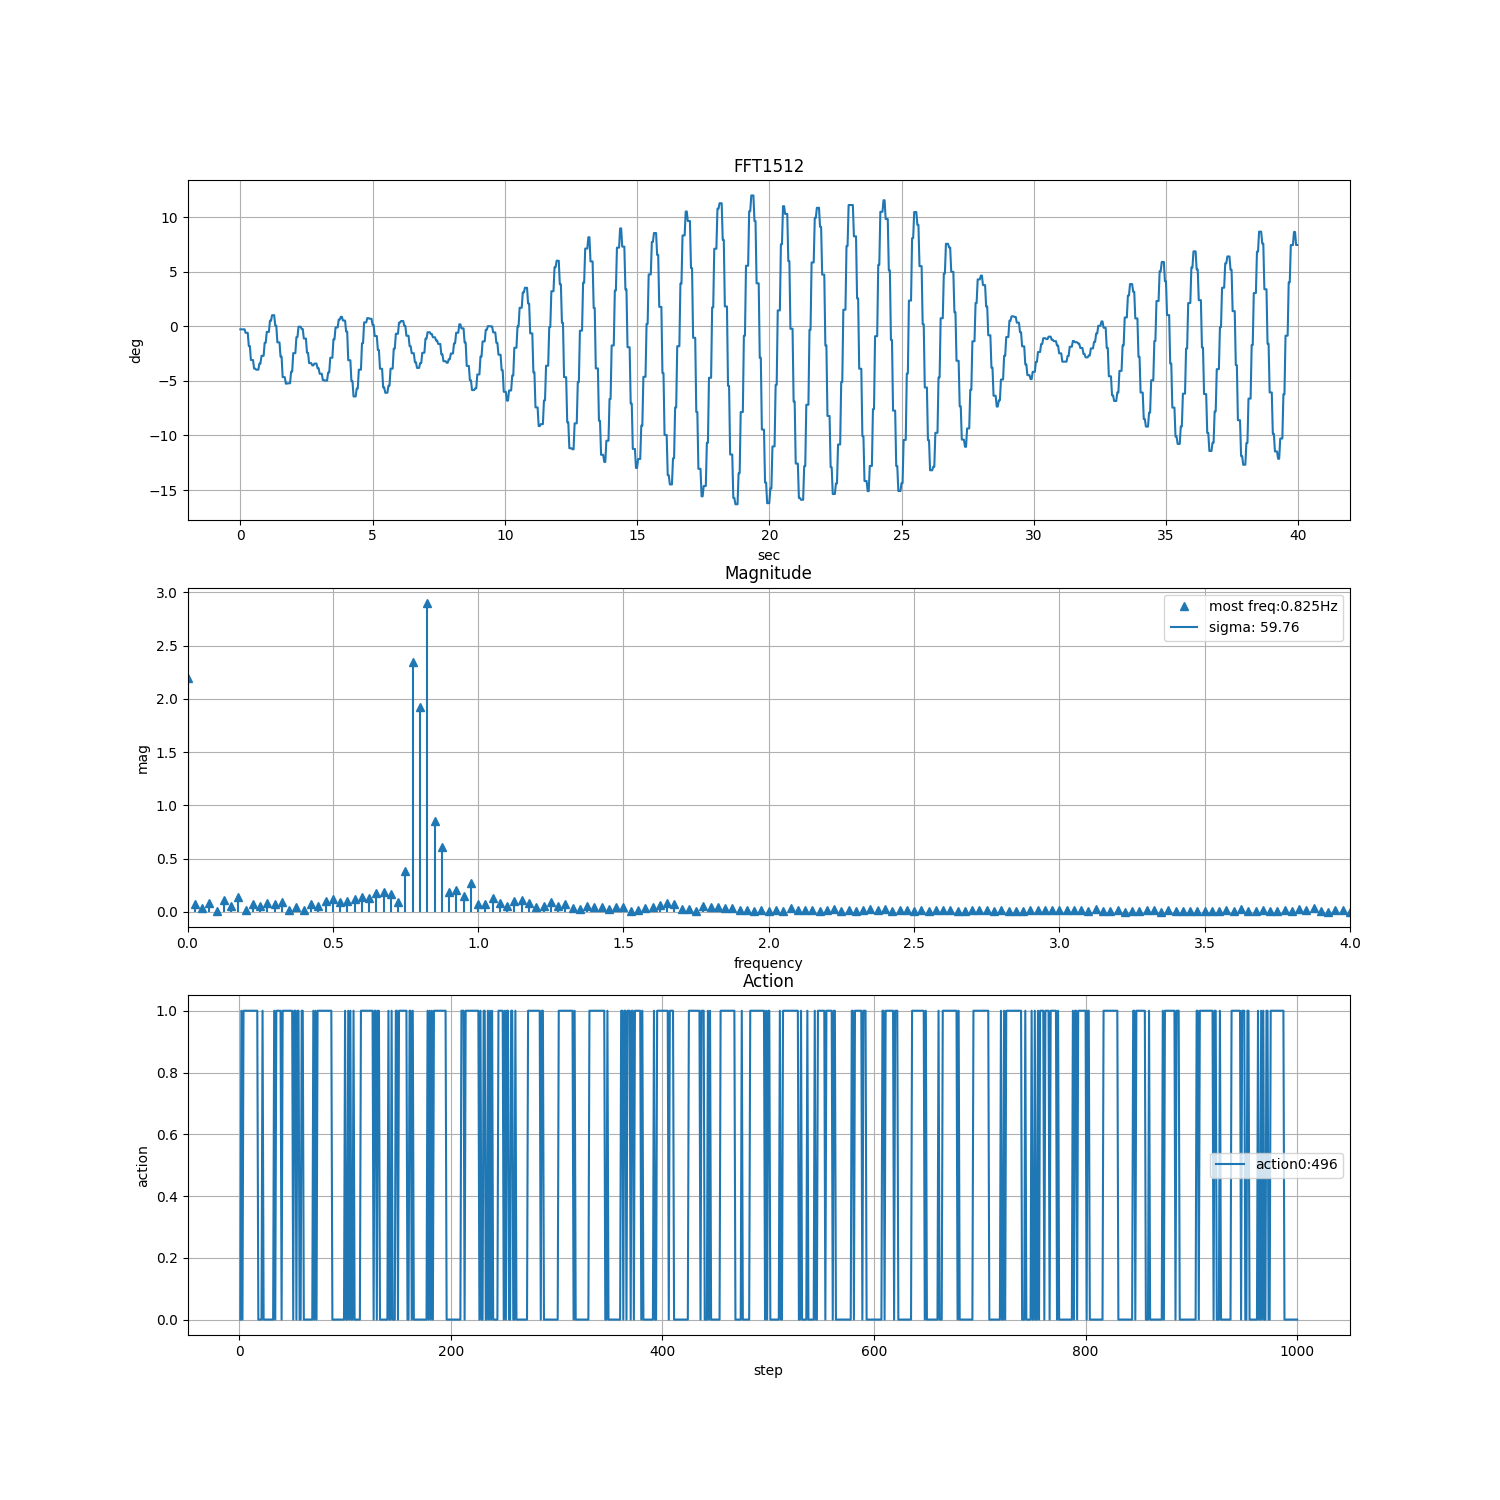 FFT1512
10
5
0
−5
−10
−15
deg
0 5 10 15 20 25 30 35 40
sec
Magnitude
3.0
2.5
2.0
1.5
1.0
0.5
0.0
mag
most freq:0.825Hz
sigma: 59.76
0.0 0.5 1.0 1.5 2.0 2.5 3.0 3.5 4.0
frequency
Action
1.0
0.8
0.6
0.4
0.2
0.0
action
action0:496
0 200 400 600 800 1000
step